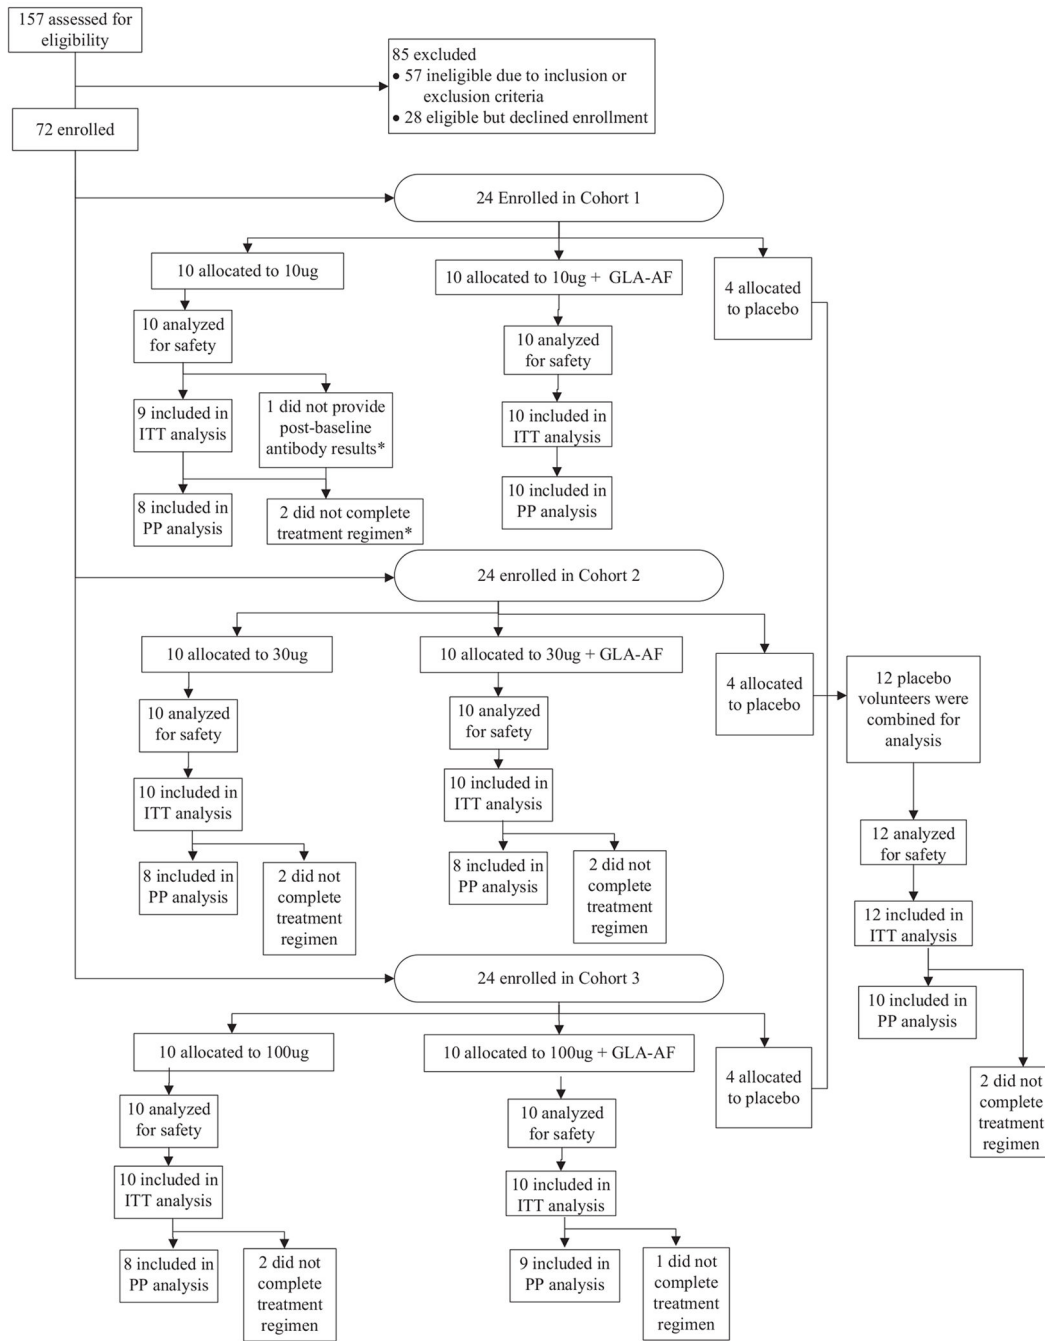 157 assessed for
eligibility
85 excluded
• 57 ineligible due to inclusion or
exclusion criteria
• 28 eligible but declined enrollment
72 enrolled
24 Enrolled in Cohort 1
10 allocated to 10ug
10 allocated to 10ug + GLA-AF
4 allocated
to placebo
10 analyzed
for safety
10 analyzed
for safety
9 included in
ITT analysis
1 did not provide
post-baseline
antibody results*
10 included in
ITT analysis
8 included in
PP analysis
2 did not complete
treatment regimen*
10 included in
PP analysis
24 enrolled in Cohort 2
10 allocated to 30ug
10 allocated to 30ug + GLA-AF
4 allocated
to placebo
12 placebo
volunteers were
combined for
analysis
10 analyzed
for safety
10 analyzed
for safety
10 included in
ITT analysis
10 included in
ITT analysis
12 analyzed
for safety
8 included in
PP analysis
2 did not
complete
treatment
regimen
8 included in
PP analysis
2 did not
complete
treatment
regimen
12 included in
ITT analysis
24 enrolled in Cohort 3
10 included in
PP analysis
2 did not
complete
treatment
regimen
10 allocated to 100ug
10 allocated to 100ug + GLA-AF
4 allocated
to placebo
10 analyzed
for safety
10 analyzed
for safety
10 included in
ITT analysis
10 included in
ITT analysis
8 included in
PP analysis
2 did not
complete
treatment
regimen
9 included in
PP analysis
1 did not
complete
treatment
regimen